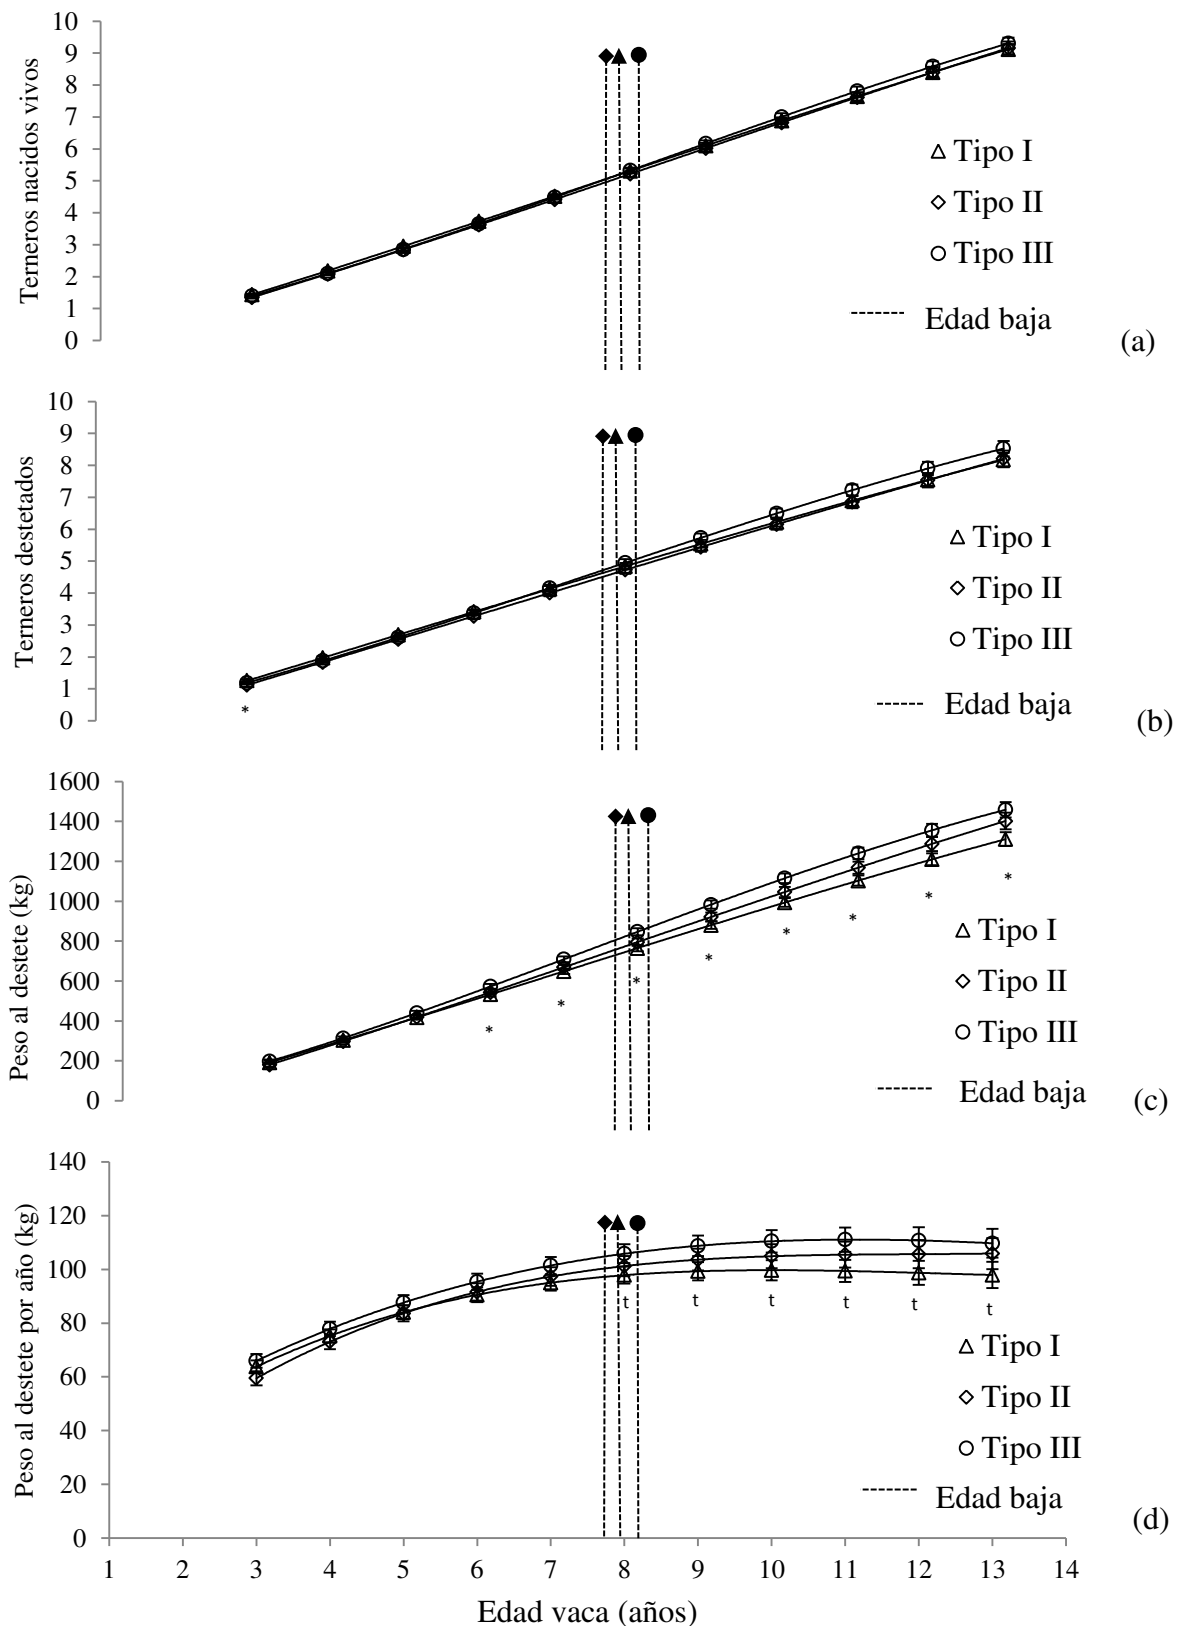 10
9
8
7
6
5
4
3
2
1
0
Terneros nacidos vivos
Tipo I
Tipo II
Tipo III
Edad baja
(a)
10
9
8
7
6
5
4
3
2
1
0
Terneros destetados
*
Tipo I
Tipo II
Tipo III
Edad baja
(b)
1600
1400
1200
1000
800
600
400
200
0
Peso al destete (kg)
* * * * * * * *
Tipo I
Tipo II
Tipo III
Edad baja
(c)
140
120
100
80
60
40
20
0
Peso al destete por año (kg)
t t t t t t
Tipo I
Tipo II
Tipo III
Edad baja
(d)
1 2 3 4 5 6 7 8 9 10 11 12 13 14
Edad vaca (años)